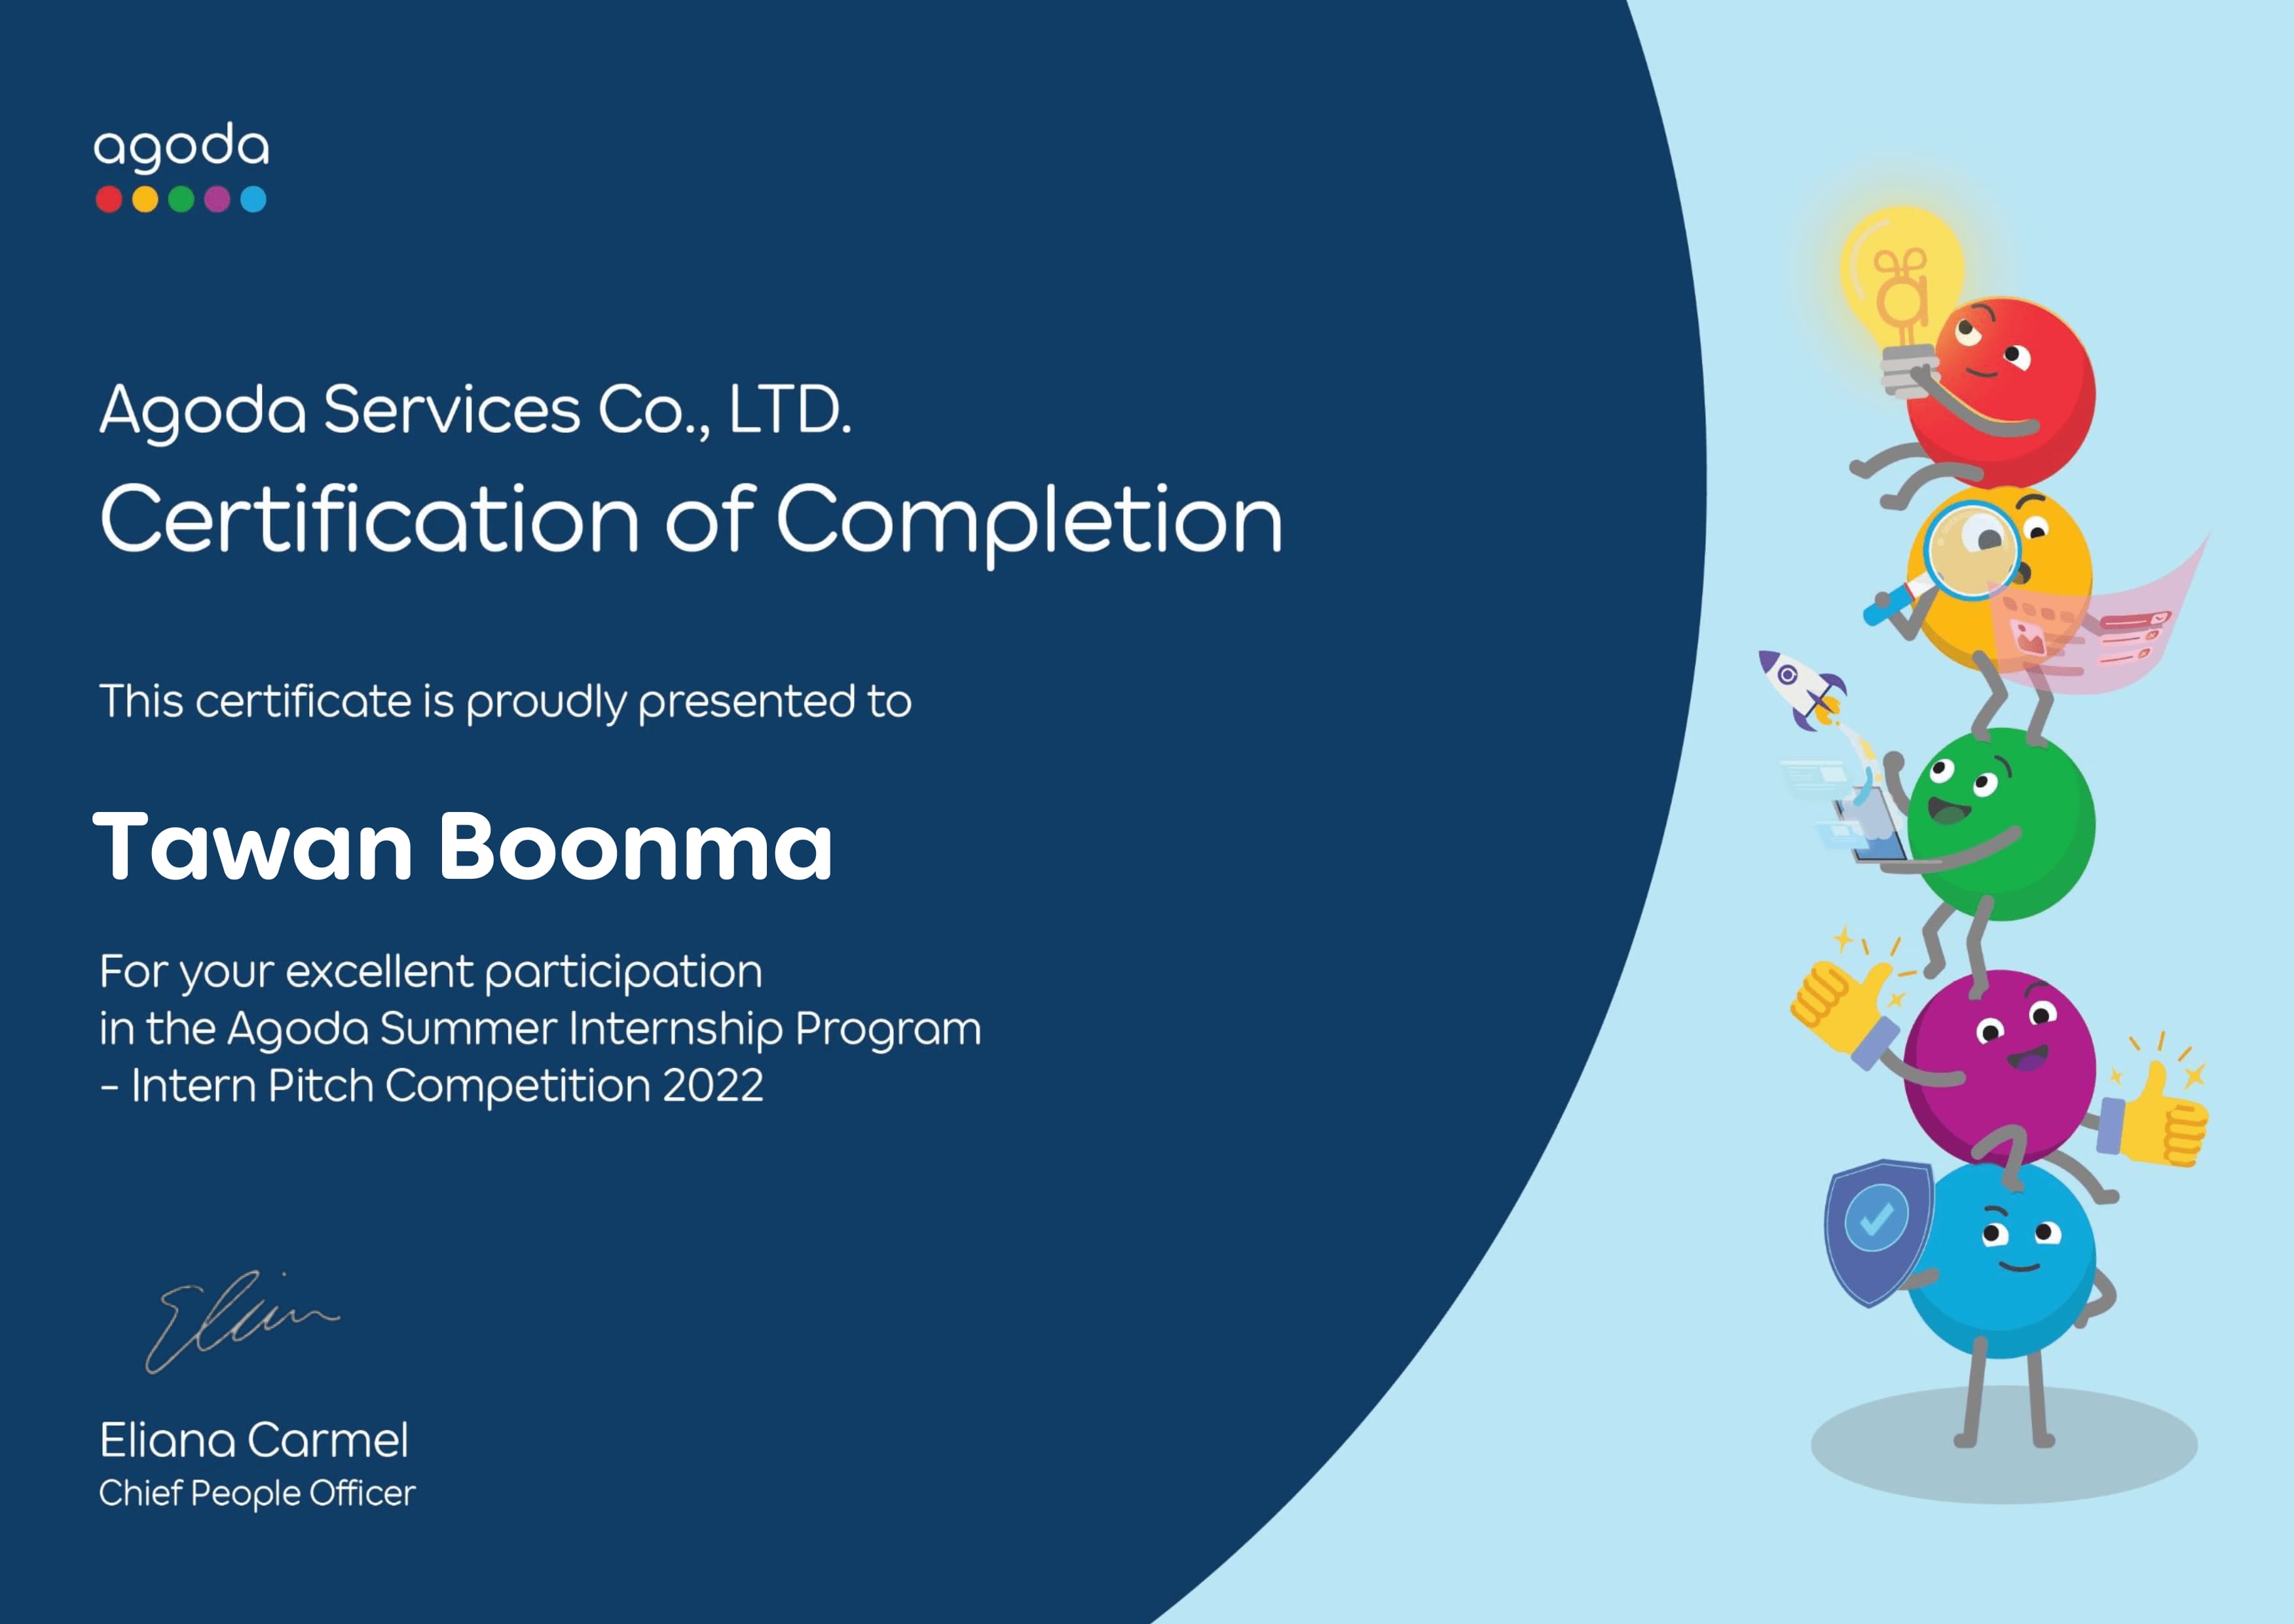 agoda
Agoda Services Co., LTD.
Certification of Completion
This certificate is proudly presented to
Tawan Boonma
For your excellent participation
in the Agoda Summer Internship Program
– Intern Pitch Competition 2022
Eliana Carmel
Chief People Officer